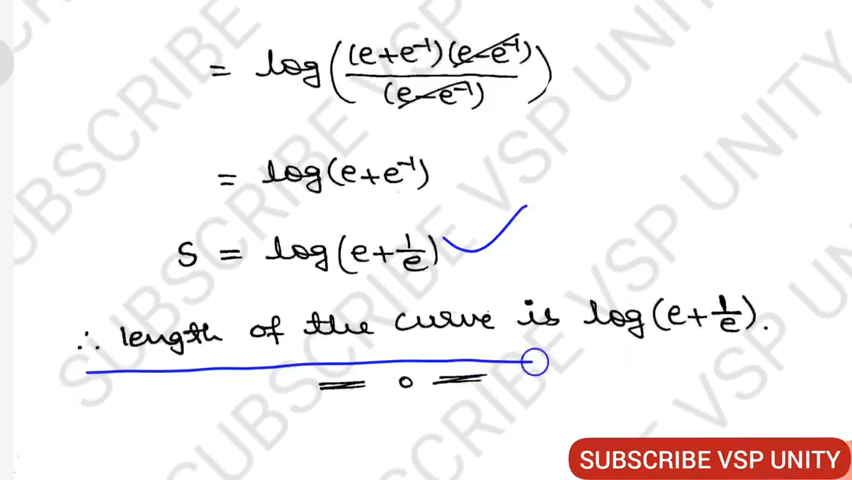 = log((e+e⁻¹)(e-e⁻¹)/(e-e⁻¹))
= log(e+e⁻¹)
S = log(e+1/e)
∴ length of the curve is log(e+1/e).
= o =
SUBSCRIBE VSP UNITY